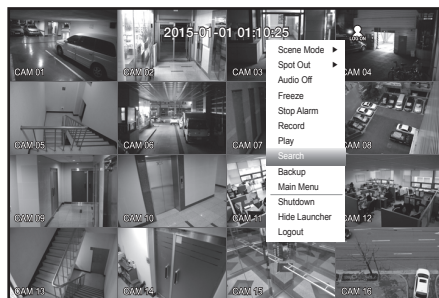 2015-01-01 01:10:25
LOG ON
CAM 01
CAM 02
CAM 03
CAM 04
Scene Mode
Spot Out
Audio Off
Freeze
Stop Alarm
Record
Play
Search
Backup
Main Menu
Shutdown
Hide Launcher
Logout
CAM 05
CAM 06
CAM 07
CAM 08
CAM 09
CAM 10
CAM 11
CAM 12
CAM 13
CAM 14
CAM 15
CAM 16